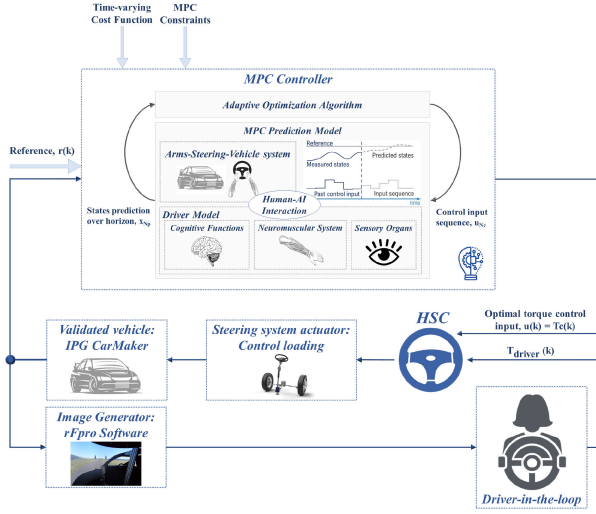 Time-varying
Cost Function
MPC
Constraints
MPC Controller
Adaptive Optimization Algorithm
MPC Prediction Model
Reference, r(k)
Arms-Steering-Vehicle system
Reference
Measured states
Predicted states
Past control input
Input sequence
time
Human-AI
Interaction
States prediction
over horizon, xNp
Control input
sequence, uNc
Driver Model
Cognitive Functions
Neuromuscular System
Sensory Organs
Validated vehicle:
IPG CarMaker
Steering system actuator:
Control loading
HSC
Optimal torque control
input, u(k) = Tc(k)
Tdriver (k)
Image Generator:
rFpro Software
Driver-in-the-loop